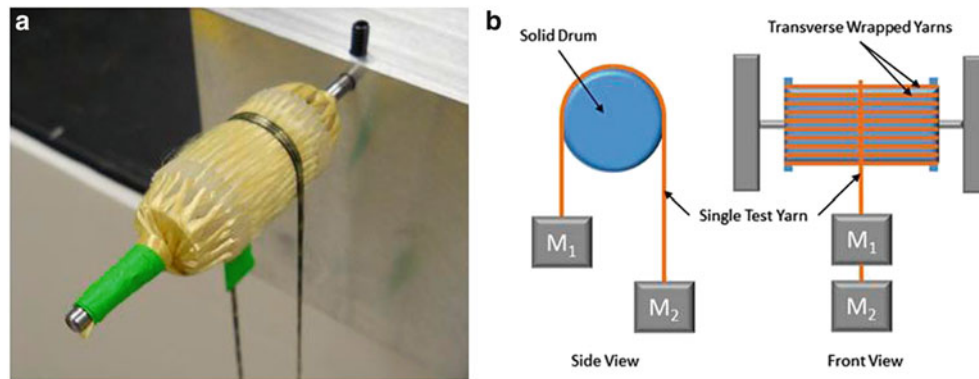 a
b
Solid Drum
Transverse Wrapped Yarns
Single Test Yarn
M₁
M₂
M₁
M₂
Side View
Front View